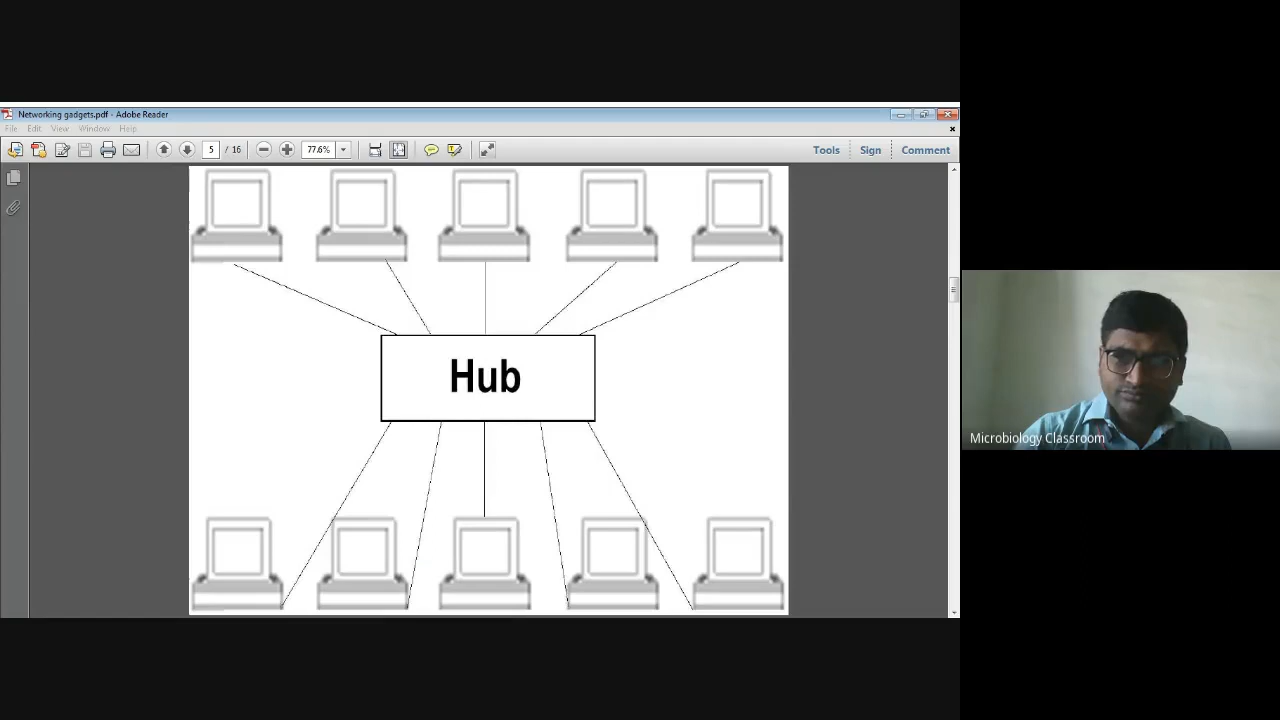 Networking gadgets.pdf - Adobe Reader
File Edit View Window Help
5 / 16 77.6% Tools Sign Comment
Hub
Microbiology Classroom